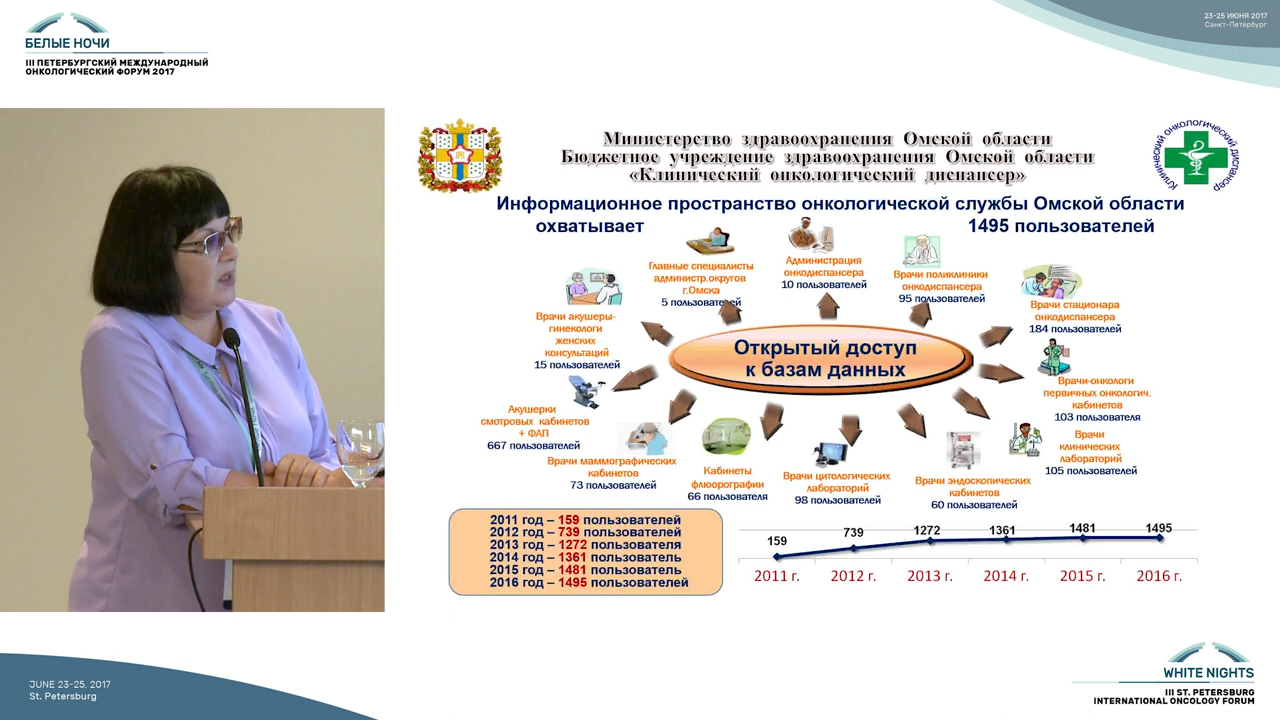 БЕЛЫЕ НОЧИ
III ПЕТЕРБУРГСКИЙ МЕЖДУНАРОДНЫЙ
ОНКОЛОГИЧЕСКИЙ ФОРУМ 2017
23-25 ИЮНЯ 2017
Санкт-Петербург
Министерство здравоохранения Омской области
Бюджетное учреждение здравоохранения Омской области
«Клинический онкологический диспансер»
Клинический онкологический диспансер
Информационное пространство онкологической службы Омской области
охватывает 1495 пользователей
Главные специалисты
администр.округов
г.Омска
5 пользователей
Администрация
онкодиспансера
10 пользователей
Врачи поликлиники
онкодиспансера
95 пользователей
Врачи стационара
онкодиспансера
184 пользователей
Врачи акушеры-
гинекологи
женских
консультаций
15 пользователей
Открытый доступ
к базам данных
Врачи-онкологи
первичных онкологич.
кабинетов
103 пользователя
Акушерки
смотровых кабинетов
+ ФАП
667 пользователей
Врачи
клинических
лабораторий
105 пользователей
Врачи маммографических
кабинетов
73 пользователей
Кабинеты
флюорографии
66 пользователя
Врачи цитологических
лабораторий
98 пользователей
Врачи эндоскопических
кабинетов
60 пользователей
2011 год – 159 пользователей
2012 год – 739 пользователей
2013 год – 1272 пользователя
2014 год – 1361 пользователь
2015 год – 1481 пользователь
2016 год – 1495 пользователей
159 739 1272 1361 1481 1495
2011 г. 2012 г. 2013 г. 2014 г. 2015 г. 2016 г.
JUNE 23-25, 2017
St. Petersburg
WHITE NIGHTS
III ST. PETERSBURG
INTERNATIONAL ONCOLOGY FORUM